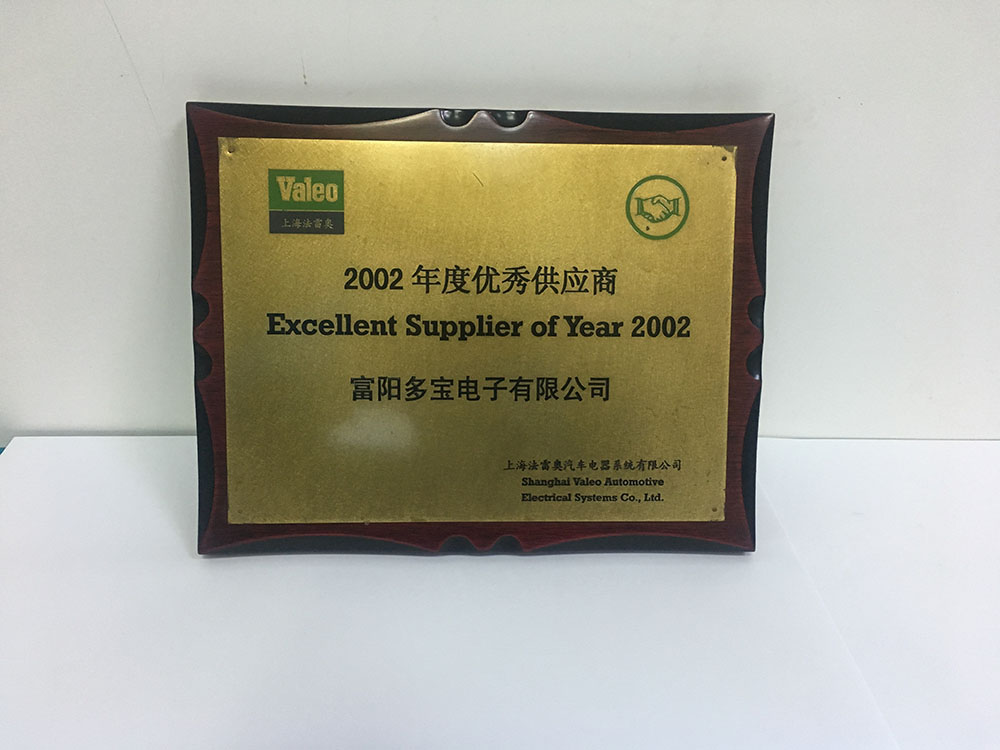 Valeo
上海法雷奥
2002 年度优秀供应商
Excellent Supplier of Year 2002
富阳多宝电子有限公司
上海法雷奥汽车电器系统有限公司
Shanghai Valeo Automotive
Electrical Systems Co., Ltd.